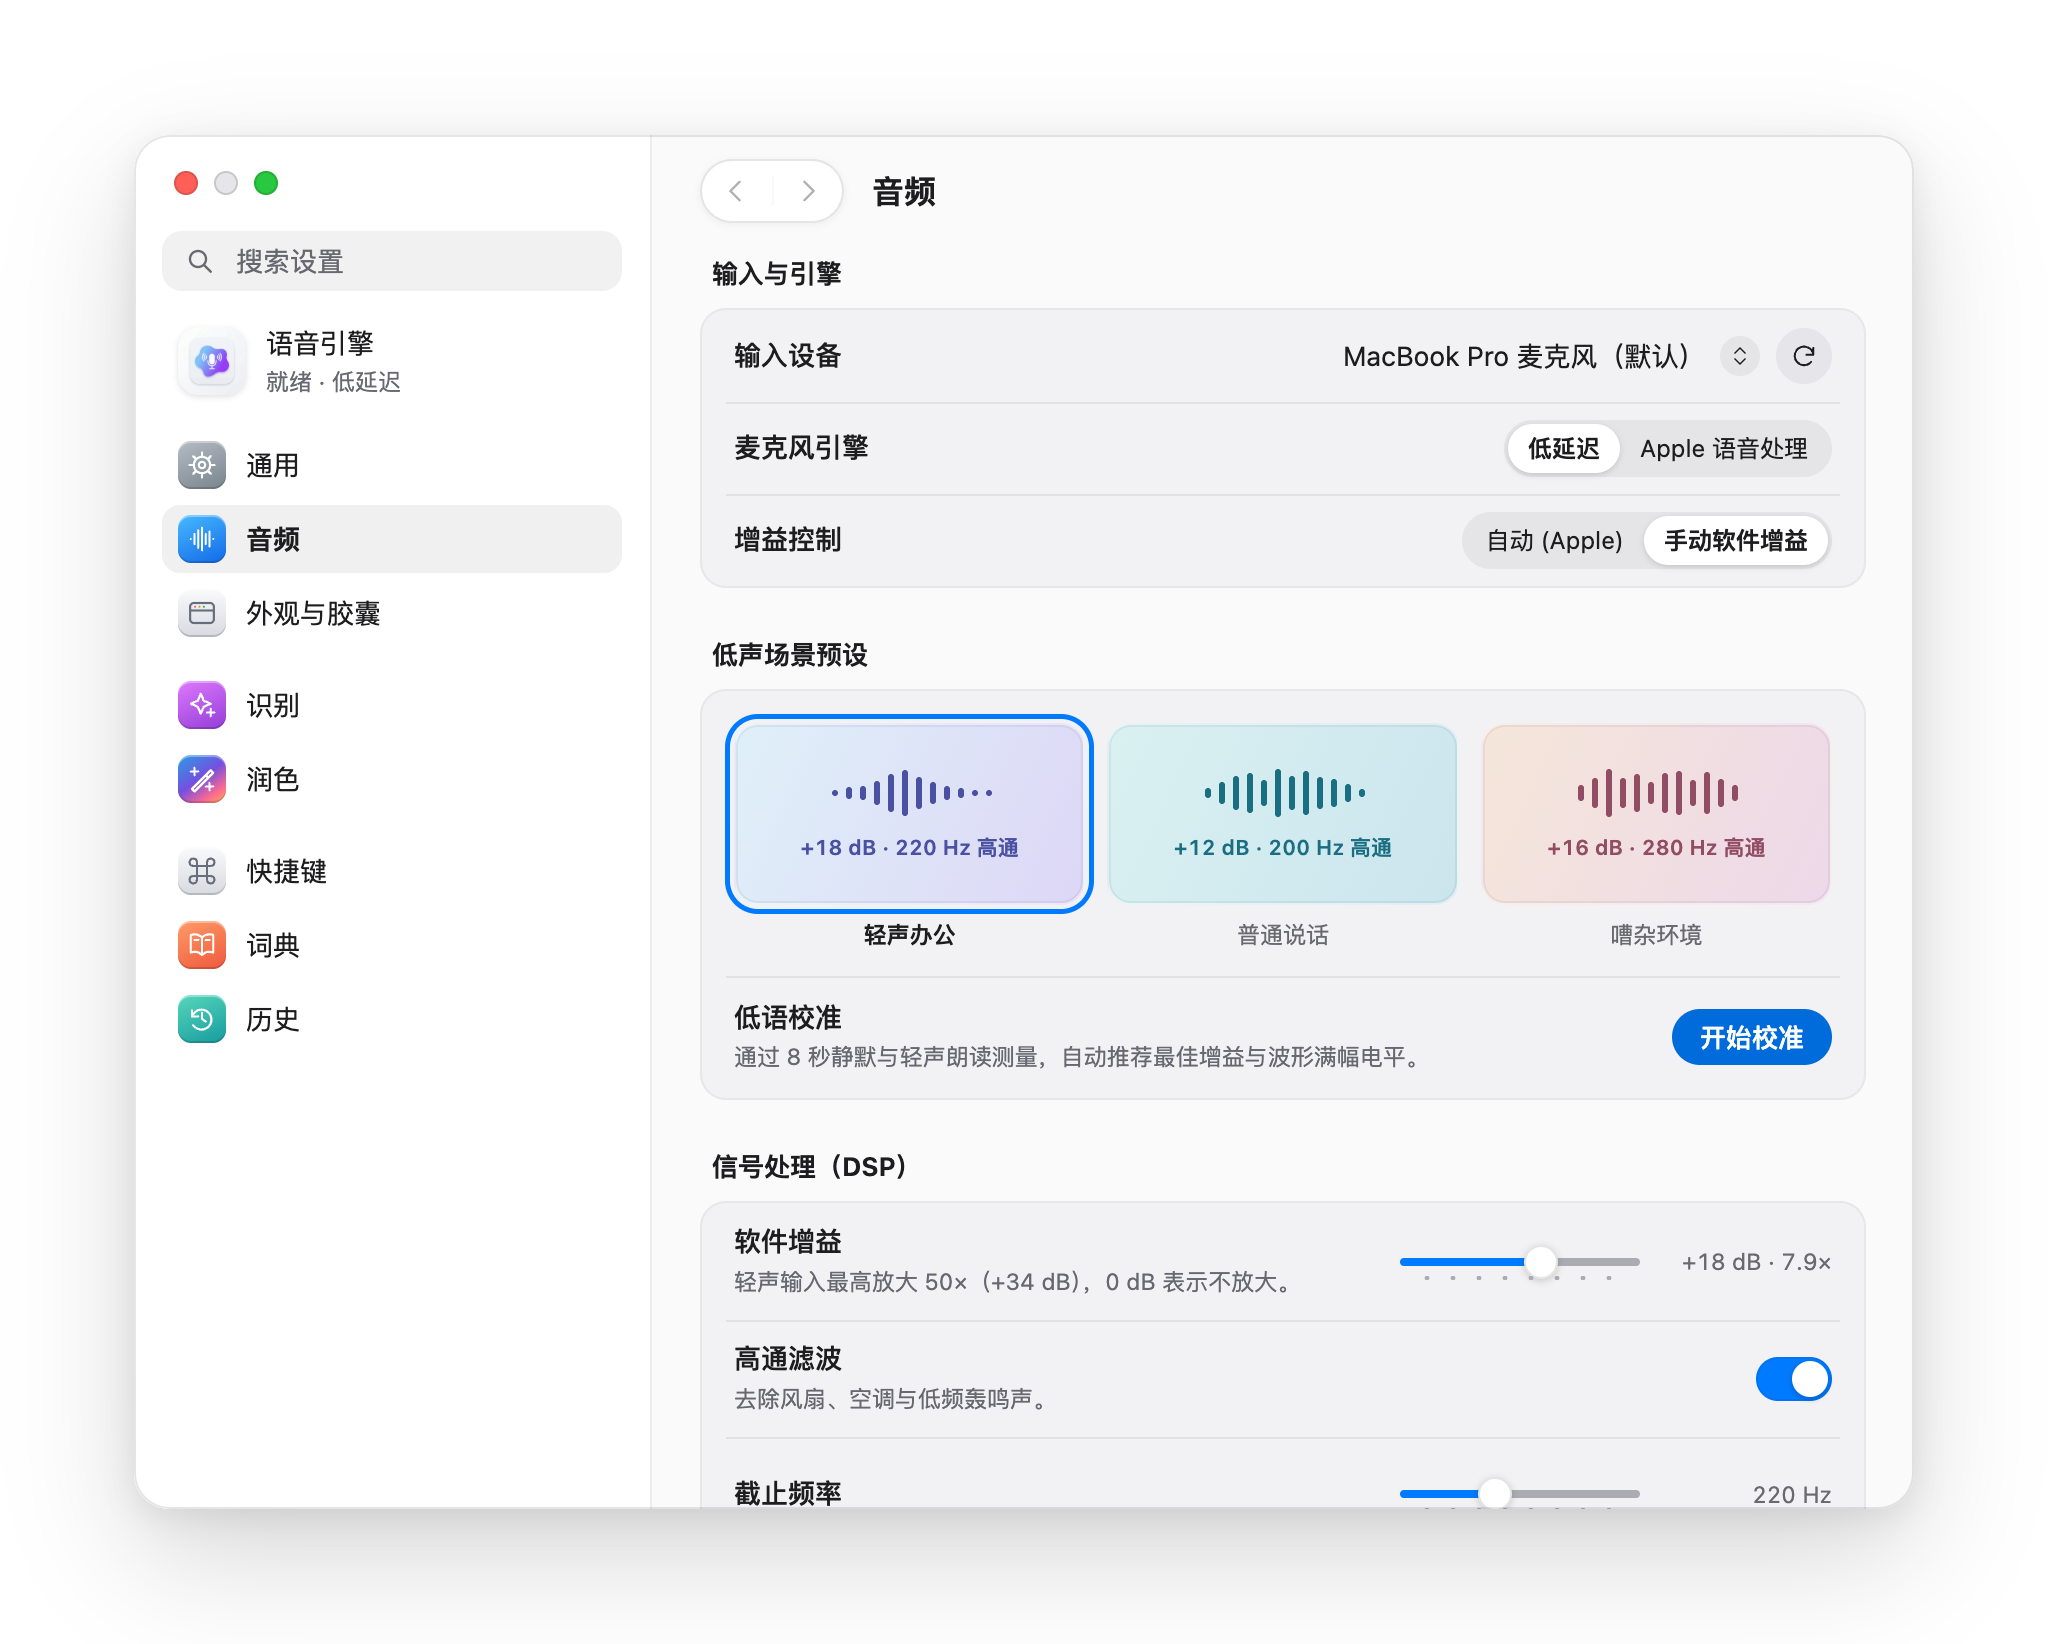 搜索设置
语音引擎
就绪 · 低延迟
通用
音频
外观与胶囊
识别
润色
快捷键
词典
历史
音频
输入与引擎
输入设备
MacBook Pro 麦克风（默认）
麦克风引擎
低延迟
Apple 语音处理
增益控制
自动 (Apple)
手动软件增益
低声场景预设
+18 dB · 220 Hz 高通
+12 dB · 200 Hz 高通
+16 dB · 280 Hz 高通
轻声办公
普通说话
嘈杂环境
低语校准
通过 8 秒静默与轻声朗读测量，自动推荐最佳增益与波形满幅电平。
开始校准
信号处理（DSP）
软件增益
轻声输入最高放大 50×（+34 dB），0 dB 表示不放大。
+18 dB · 7.9×
高通滤波
去除风扇、空调与低频轰鸣声。
截止频率
220 Hz